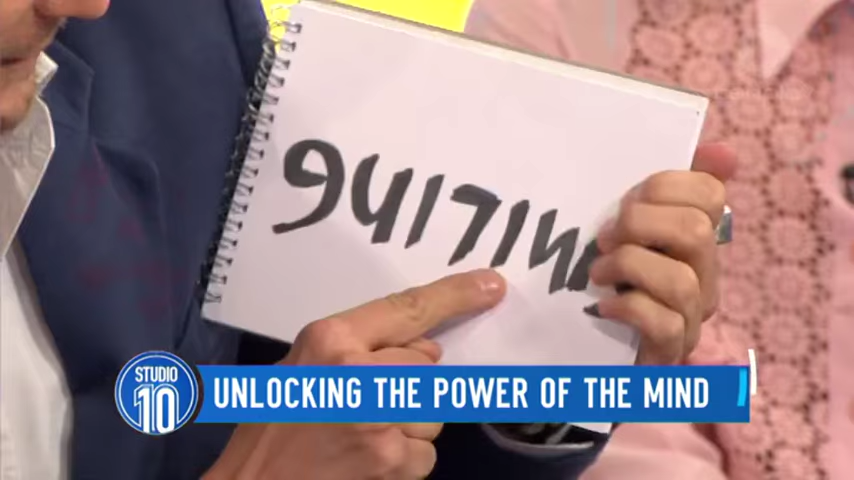 941714
STUDIO
10
UNLOCKING THE POWER OF THE MIND